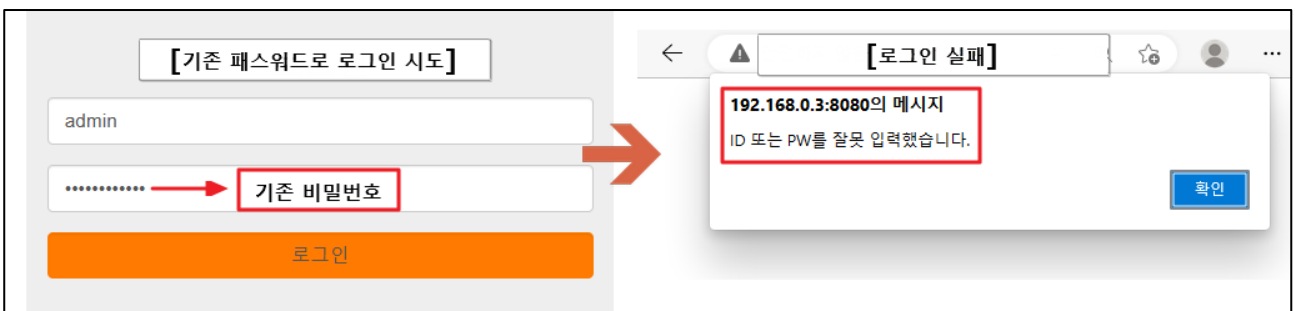 [기존 패스워드로 로그인 시도]
admin
기존 비밀번호
로그인
[로그인 실패]
192.168.0.3:8080의 메시지
ID 또는 PW를 잘못 입력했습니다.
확인